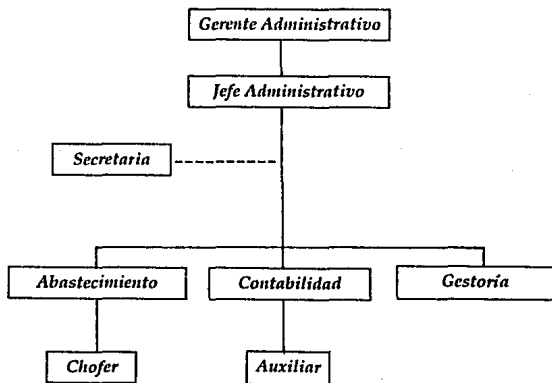 Gerente Administrativo
Jefe Administrativo
Secretaria
Abastecimiento
Contabilidad
Gestoría
Chofer
Auxiliar